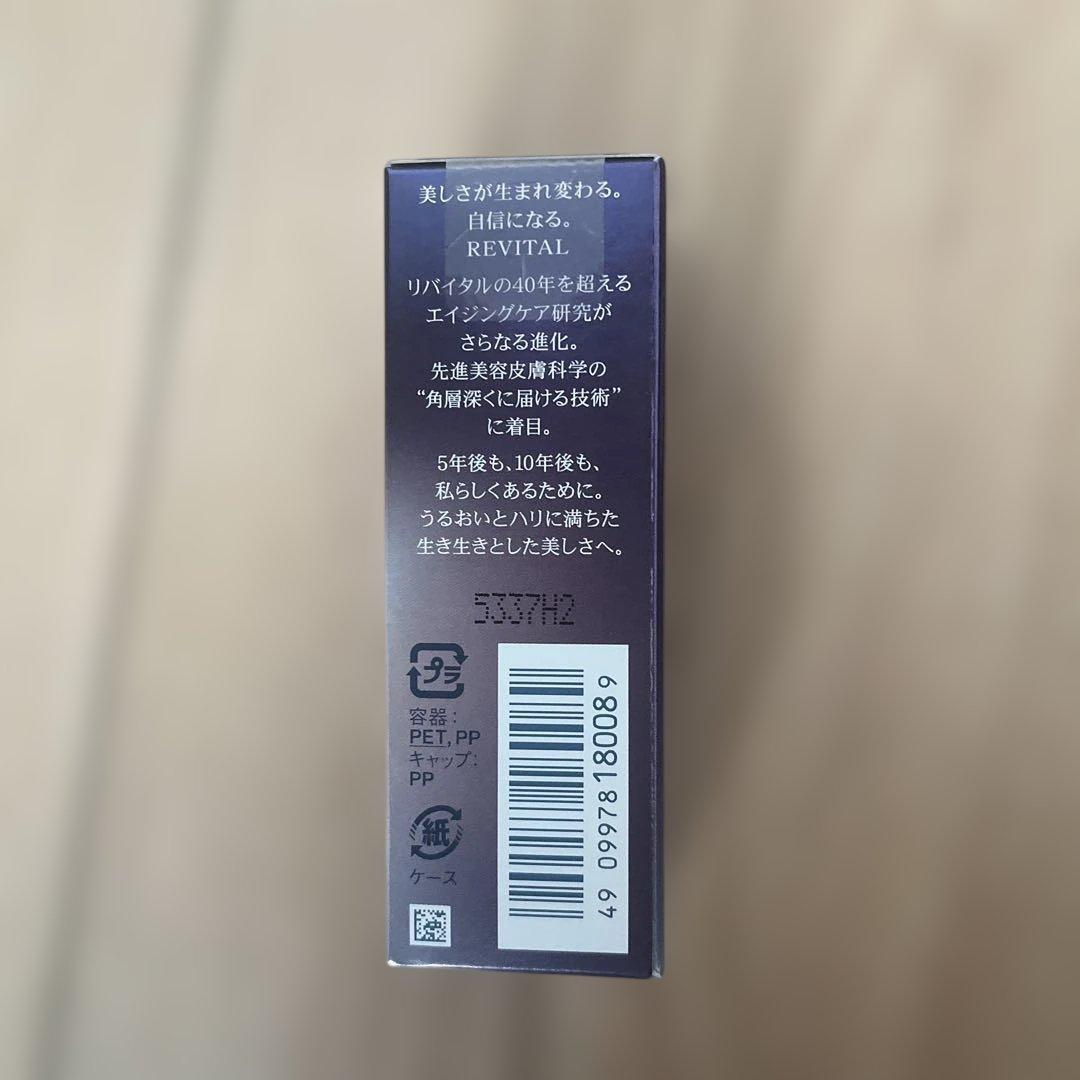 美しさが生まれ変わる。
自信になる。
REVITAL
リバイタルの40年を超える
エイジングケア研究が
さらなる進化。
先進美容皮膚科学の
“角層深くに届ける技術”
に着目。
5年後も、10年後も、
私らしくあるために。
うるおいとハリに満ちた
生き生きとした美しさへ。
5337H2
プラ
容器：
PET, PP
キャップ：
PP
紙
ケース
4909978180089